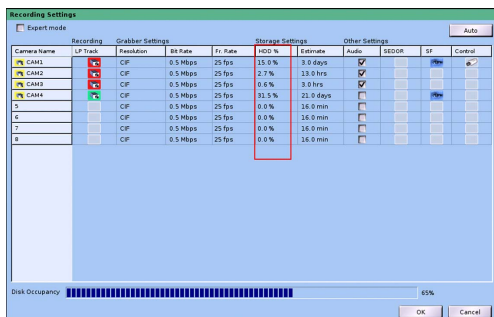 Recording Settings
Expert mode
Auto
Recording Grabber Settings Storage Settings Other Settings
Camera Name LP Track Resolution Bit Rate Fr. Rate HDD % Estimate Audio SEDOR SF Control
CAM1 CIF 0.5 Mbps 25 fps 15.0 % 3.0 days
CAM2 CIF 0.5 Mbps 25 fps 2.7 % 13.0 hrs
CAM3 CIF 0.5 Mbps 25 fps 0.6 % 3.0 hrs
CAM4 CIF 0.5 Mbps 25 fps 31.5 % 21.0 days
5 CIF 0.5 Mbps 25 fps 0.0 % 16.0 min
6 CIF 0.5 Mbps 25 fps 0.0 % 16.0 min
7 CIF 0.5 Mbps 25 fps 0.0 % 16.0 min
8 CIF 0.5 Mbps 25 fps 0.0 % 16.0 min
Disk Occupancy 65%
OK Cancel